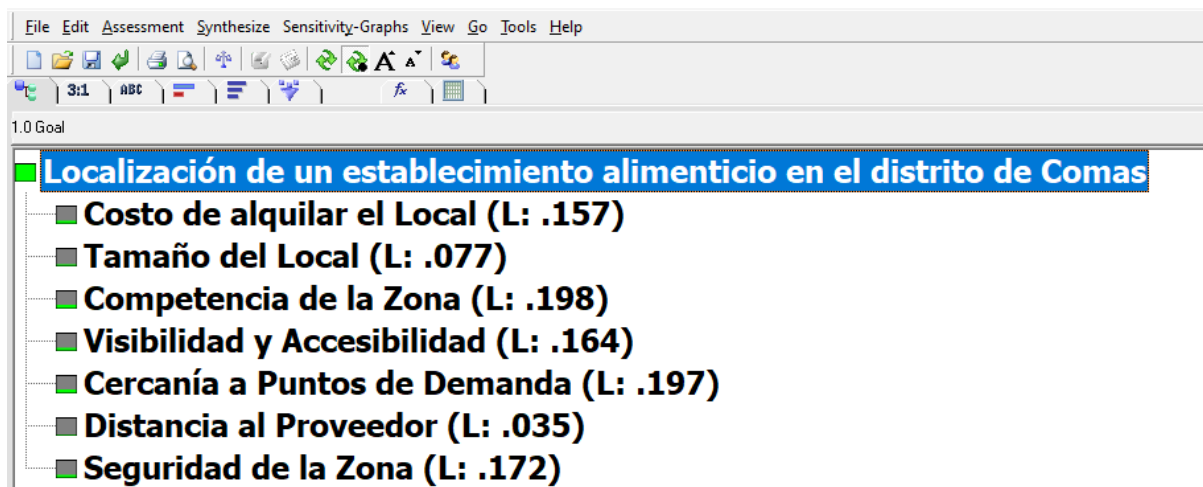 File Edit Assessment Synthesize Sensitivity-Graphs View Go Tools Help
A A
3:1 ABC fx
1.0 Goal
Localización de un establecimiento alimenticio en el distrito de Comas
Costo de alquilar el Local (L: .157)
Tamaño del Local (L: .077)
Competencia de la Zona (L: .198)
Visibilidad y Accesibilidad (L: .164)
Cercanía a Puntos de Demanda (L: .197)
Distancia al Proveedor (L: .035)
Seguridad de la Zona (L: .172)